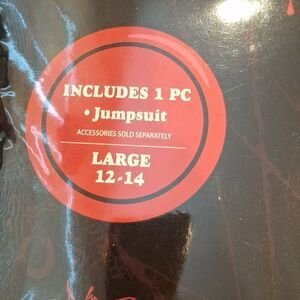 INCLUDES 1 PC
• Jumpsuit
ACCESSORIES SOLD SEPARATELY
LARGE
12-14